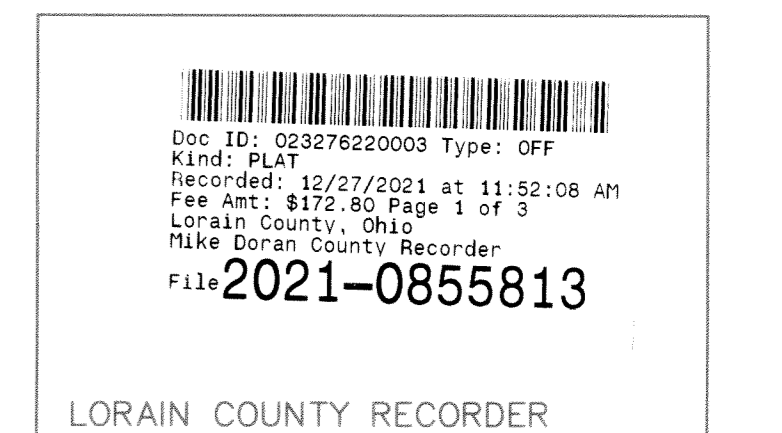 Doc ID: 023276220003 Type: OFF
Kind: PLAT
Recorded: 12/27/2021 at 11:52:08 AM
Fee Amt: $172.80 Page 1 of 3
Lorain County, Ohio
Mike Doran County Recorder
File 2021-0855813
LORAIN COUNTY RECORDER